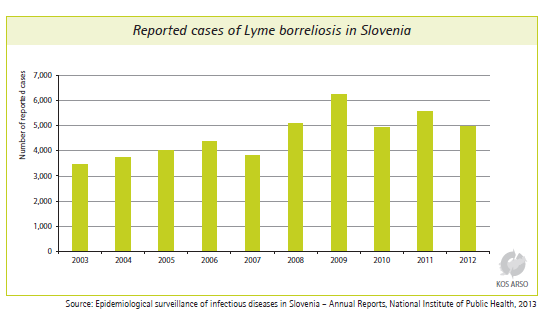 Reported cases of Lyme borreliosis in Slovenia
Number of reported cases
7,000
6,000
5,000
4,000
3,000
2,000
1,000
0
2003 2004 2005 2006 2007 2008 2009 2010 2011 2012
KOS ARSO
Source: Epidemiological surveillance of infectious diseases in Slovenia – Annual Reports, National Institute of Public Health, 2013